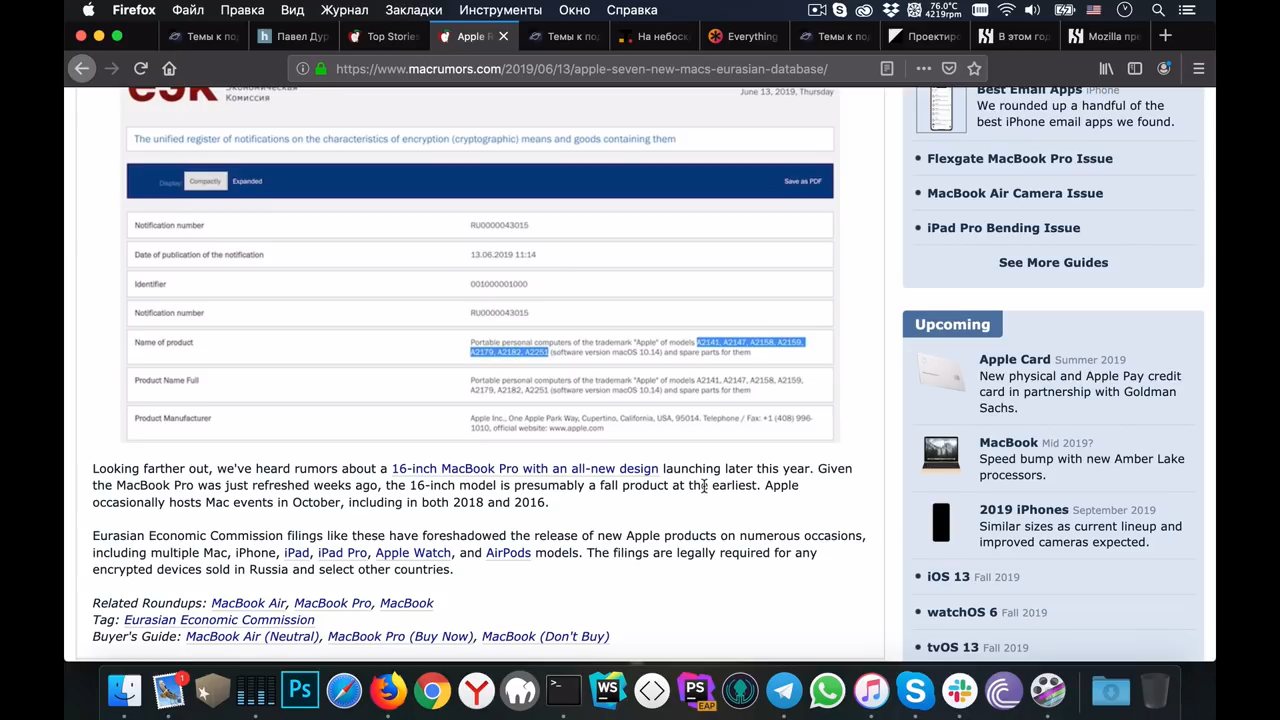 Firefox Файл Правка Вид Журнал Закладки Инструменты Окно Справка 76.0°C 4219rpm
Темы к по Павел Дур Top Stories Apple R Темы к по На небоск Everything Темы к по Проектиро В этом год Mozilla пре
https://www.macrumors.com/2019/06/13/apple-seven-new-macs-eurasian-database/
Экономическая
Комиссия
June 13, 2019, Thursday
The unified register of notifications on the characteristics of encryption (cryptographic) means and goods containing them
Display: Compactly Expanded Save as PDF
Notification number RU0000043015
Date of publication of the notification 13.06.2019 11:14
Identifier 001000001000
Notification number RU0000043015
Name of product Portable personal computers of the trademark "Apple" of models A2141, A2147, A2158, A2159,
A2179, A2182, A2251 (software version macOS 10.14) and spare parts for them
Product Name Full Portable personal computers of the trademark "Apple" of models A2141, A2147, A2158, A2159,
A2179, A2182, A2251 (software version macOS 10.14) and spare parts for them
Product Manufacturer Apple Inc., One Apple Park Way, Cupertino, California, USA, 95014. Telephone / Fax: +1 (408) 996-
1010, official website: www.apple.com
Looking farther out, we've heard rumors about a 16-inch MacBook Pro with an all-new design launching later this year. Given
the MacBook Pro was just refreshed weeks ago, the 16-inch model is presumably a fall product at the earliest. Apple
occasionally hosts Mac events in October, including in both 2018 and 2016.
Eurasian Economic Commission filings like these have foreshadowed the release of new Apple products on numerous occasions,
including multiple Mac, iPhone, iPad, iPad Pro, Apple Watch, and AirPods models. The filings are legally required for any
encrypted devices sold in Russia and select other countries.
Related Roundups: MacBook Air, MacBook Pro, MacBook
Tag: Eurasian Economic Commission
Buyer's Guide: MacBook Air (Neutral), MacBook Pro (Buy Now), MacBook (Don't Buy)
Best Email Apps iPhone
We rounded up a handful of the
best iPhone email apps we found.
Flexgate MacBook Pro Issue
MacBook Air Camera Issue
iPad Pro Bending Issue
See More Guides
Upcoming
Apple Card Summer 2019
New physical and Apple Pay credit
card in partnership with Goldman
Sachs.
MacBook Mid 2019?
Speed bump with new Amber Lake
processors.
2019 iPhones September 2019
Similar sizes as current lineup and
improved cameras expected.
iOS 13 Fall 2019
watchOS 6 Fall 2019
tvOS 13 Fall 2019
1 Ps Y WS PS EAP S